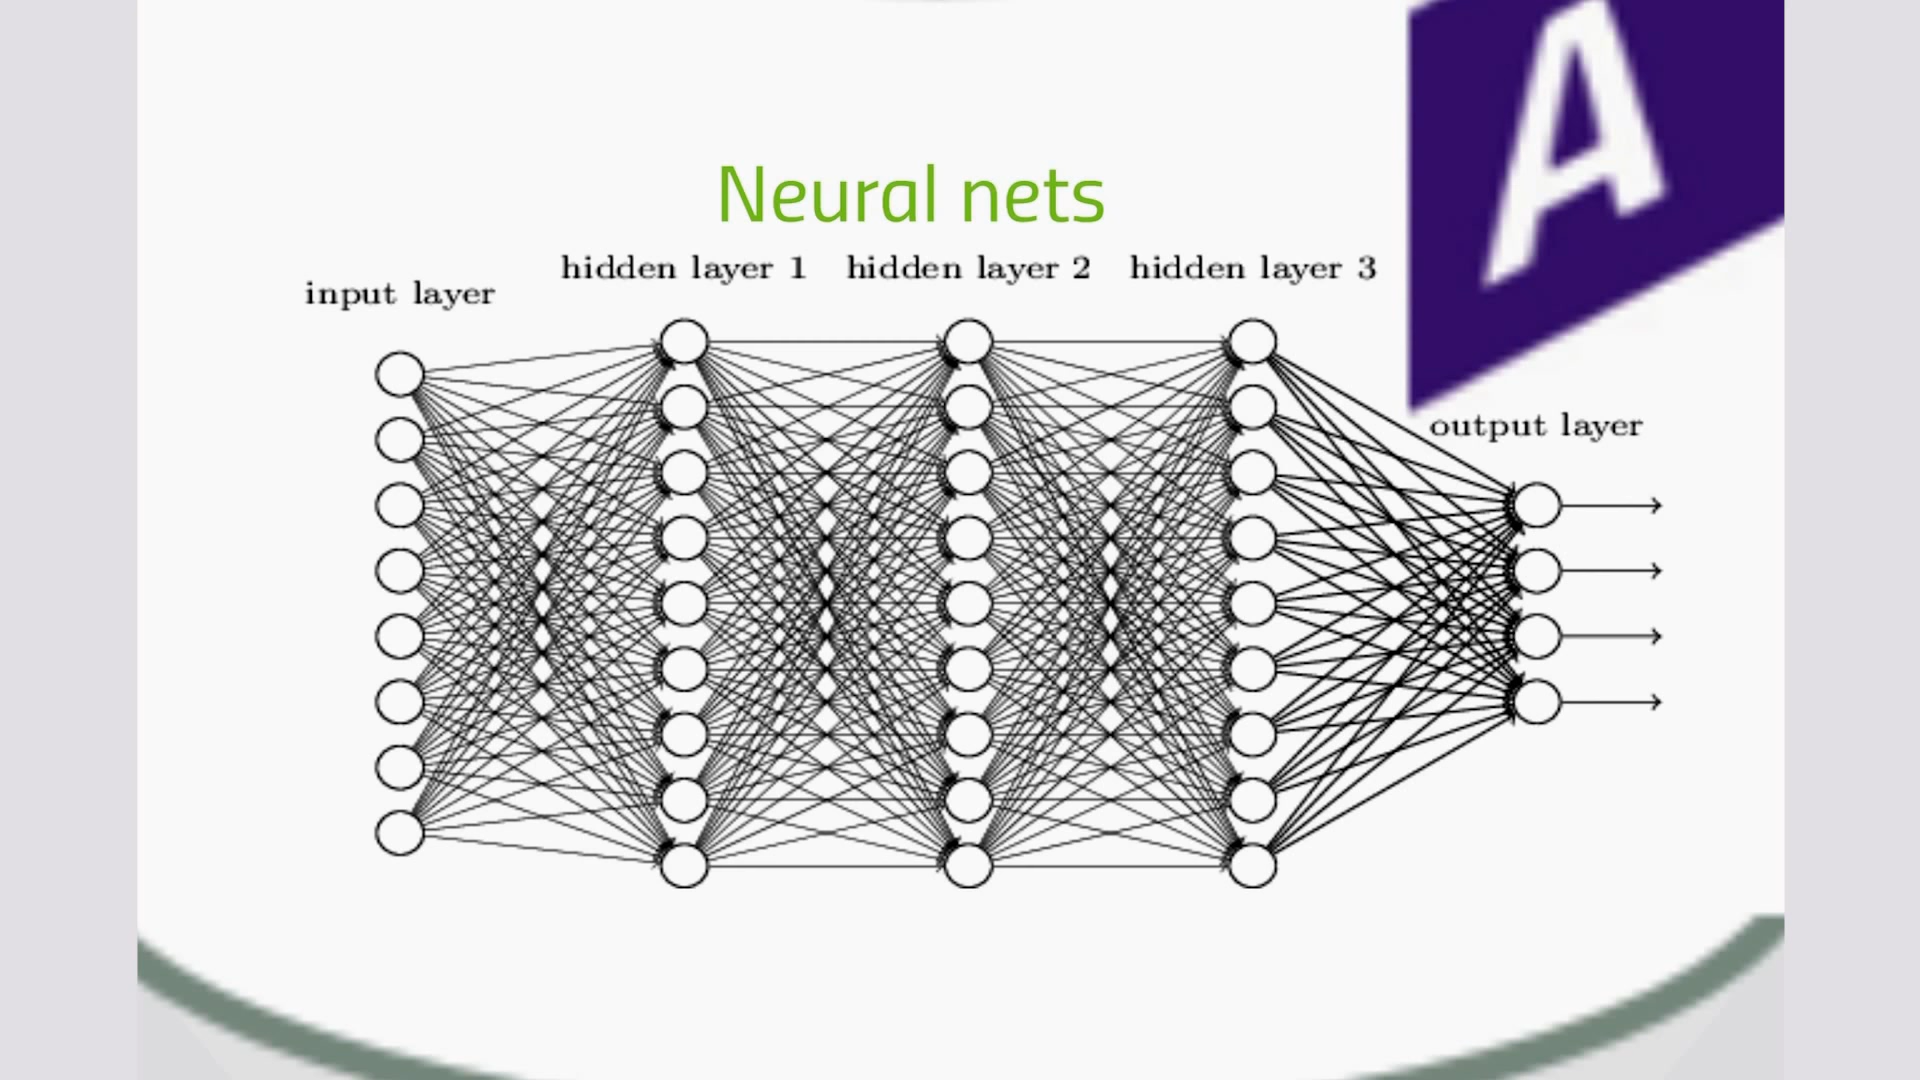 A
Neural nets
hidden layer 1 hidden layer 2 hidden layer 3
input layer
output layer